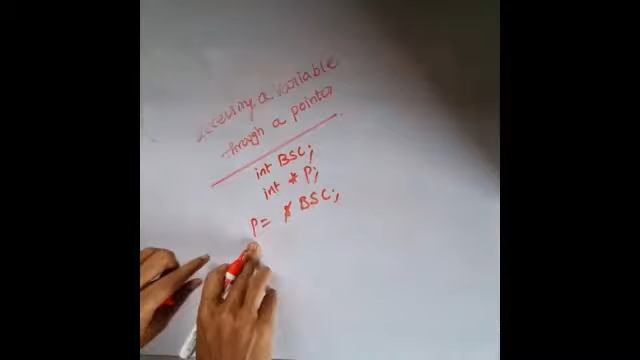 Accessing a variable
through a pointer
int BSC;
int * P;
P= & BSC;